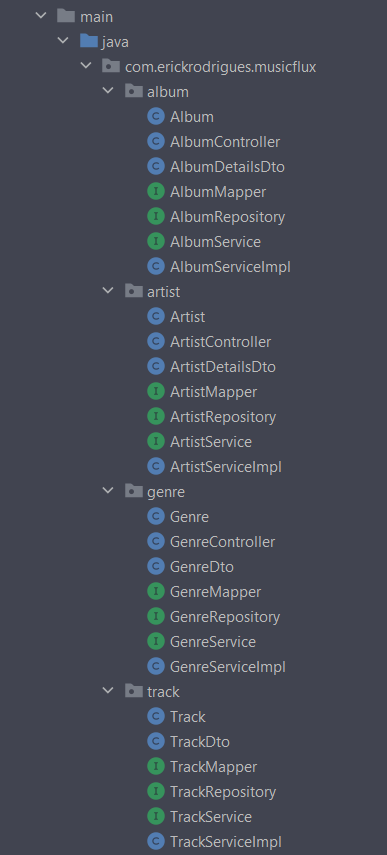 main
java
com.erickrodrigues.musicflux
album
C Album
C AlbumController
C AlbumDetailsDto
I AlbumMapper
I AlbumRepository
I AlbumService
C AlbumServiceImpl
artist
C Artist
C ArtistController
C ArtistDetailsDto
I ArtistMapper
I ArtistRepository
I ArtistService
C ArtistServiceImpl
genre
C Genre
C GenreController
C GenreDto
I GenreMapper
I GenreRepository
I GenreService
C GenreServiceImpl
track
C Track
C TrackDto
I TrackMapper
I TrackRepository
I TrackService
C TrackServiceImpl